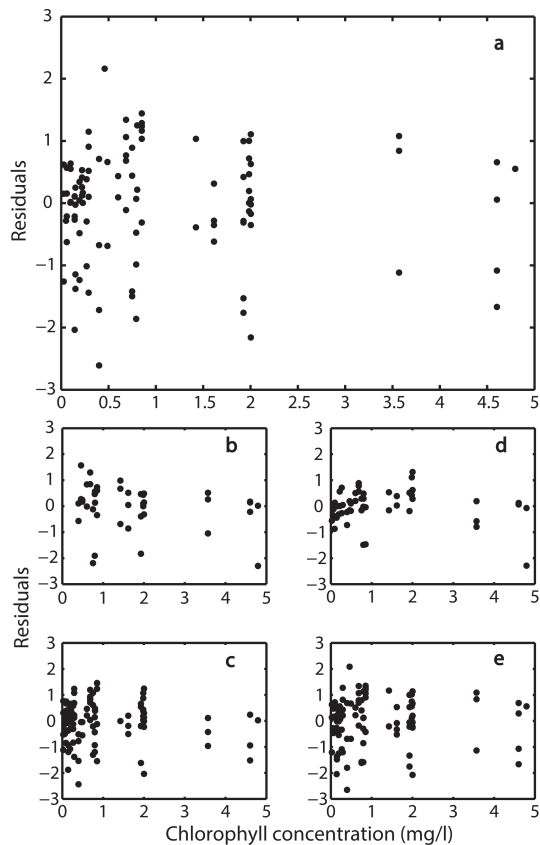 3
a
2
1
Residuals
0
−1
−2
−3
0 0.5 1 1.5 2 2.5 3 3.5 4 4.5 5
3 b 3 d
2 2
1 1
0 0
−1 −1
−2 −2
−3 −3
0 1 2 3 4 5 0 1 2 3 4 5
Residuals
3 c 3 e
2 2
1 1
0 0
−1 −1
−2 −2
−3 −3
0 1 2 3 4 5 0 1 2 3 4 5
Chlorophyll concentration (mg/l)